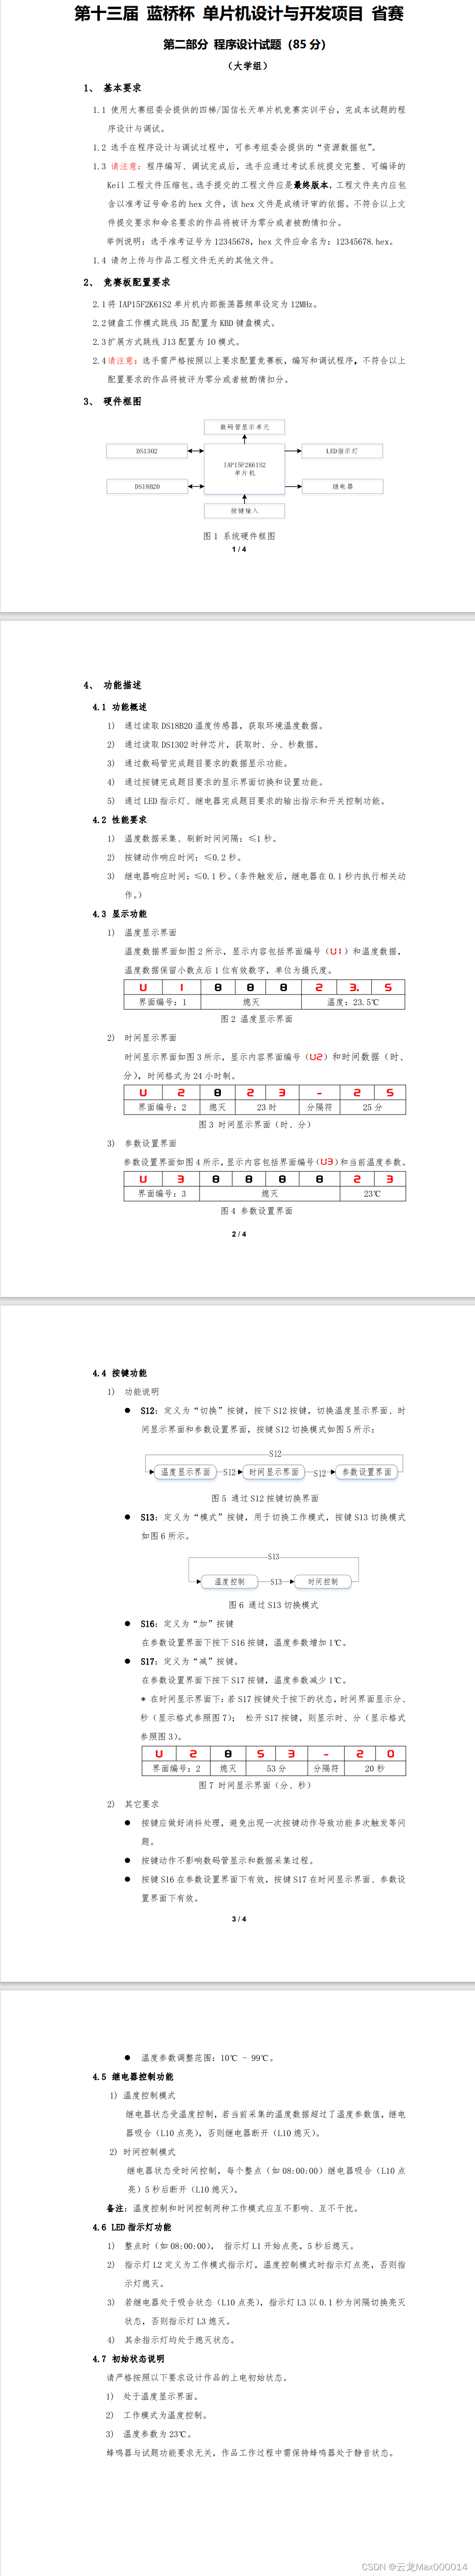 第十三届 蓝桥杯 单片机设计与开发项目 省赛
第二部分 程序设计试题（85 分）
（大学组）
1、 基本要求
1.1 使用大赛组委会提供的四梯/国信长天单片机竞赛实训平台，完成本试题的程
序设计与调试。
1.2 选手在程序设计与调试过程中，可参考组委会提供的“资源数据包”。
1.3 请注意：程序编写、调试完成后，选手应通过考试系统提交完整、可编译的
Keil 工程文件压缩包。选手提交的工程文件应是最终版本，工程文件夹内应包
含以准考证号命名的 hex 文件，该 hex 文件是成绩评审的依据。不符合以上文
件提交要求和命名要求的作品将被评为零分或者被酌情扣分。
举例说明：选手准考证号为 12345678，hex 文件应命名为：12345678.hex。
1.4 请勿上传与作品工程文件无关的其他文件。
2、 竞赛板配置要求
2.1 将 IAP15F2K61S2 单片机内部振荡器频率设定为 12MHz。
2.2 键盘工作模式跳线 J5 配置为 KBD 键盘模式。
2.3 扩展方式跳线 J13 配置为 IO 模式。
2.4 请注意：选手需严格按照以上要求配置竞赛板，编写和调试程序，不符合以上
配置要求的作品将被评为零分或者被酌情扣分。
3、 硬件框图
数码管显示单元
DS1302
IAP15F2K61S2
单片机
LED指示灯
DS18B20
继电器
按键输入
图 1 系统硬件框图
1 / 4
4、 功能描述
4.1 功能概述
1) 通过读取 DS18B20 温度传感器，获取环境温度数据。
2) 通过读取 DS1302 时钟芯片，获取时、分、秒数据。
3) 通过数码管完成题目要求的数据显示功能。
4) 通过按键完成题目要求的显示界面切换和设置功能。
5) 通过 LED 指示灯、继电器完成题目要求的输出指示和开关控制功能。
4.2 性能要求
1) 温度数据采集、刷新时间间隔：≤1 秒。
2) 按键动作响应时间：≤0.2 秒。
3) 继电器响应时间：≤0.1 秒。（条件触发后，继电器在 0.1 秒内执行相关动
作。）
4.3 显示功能
1) 温度显示界面
温度数据界面如图 2 所示，显示内容包括界面编号（U1）和温度数据，
温度数据保留小数点后 1 位有效数字，单位为摄氏度。
U 1 8 8 8 2 3. 5
界面编号：1 熄灭 温度：23.5℃
图 2 温度显示界面
2) 时间显示界面
时间显示界面如图 3 所示，显示内容界面编号（U2）和时间数据（时、
分），时间格式为 24 小时制。
U 2 8 2 3 - 2 5
界面编号：2 熄灭 23 时 分隔符 25 分
图 3 时间显示界面（时、分）
3) 参数设置界面
参数设置界面如图 4 所示，显示内容包括界面编号（U3）和当前温度参数。
U 3 8 8 8 8 2 3
界面编号：3 熄灭 23℃
图 4 参数设置界面
2 / 4
4.4 按键功能
1) 功能说明
● S12：定义为“切换”按键，按下 S12 按键，切换温度显示界面、时
间显示界面和参数设置界面，按键 S12 切换模式如图 5 所示：
S12
温度显示界面 S12 时间显示界面 S12 参数设置界面
图 5 通过 S12 按键切换界面
● S13：定义为“模式”按键，用于切换工作模式，按键 S13 切换模式
如图 6 所示。
S13
温度控制 S13 时间控制
图 6 通过 S13 切换模式
● S16：定义为“加”按键
在参数设置界面下按下 S16 按键，温度参数增加 1℃。
● S17：定义为“减”按键。
在参数设置界面下按下 S17 按键，温度参数减少 1℃。
* 在时间显示界面下：若 S17 按键处于按下的状态，时间界面显示分、
秒（显示格式参照图 7）； 松开 S17 按键，则显示时、分（显示格式
参照图 3）。
U 2 8 5 3 - 2 0
界面编号：2 熄灭 53 分 分隔符 20 秒
图 7 时间显示界面（分、秒）
2) 其它要求
● 按键应做好消抖处理，避免出现一次按键动作导致功能多次触发等问
题。
● 按键动作不影响数码管显示和数据采集过程。
● 按键 S16 在参数设置界面下有效，按键 S17 在时间显示界面、参数设
置界面下有效。
3 / 4
● 温度参数调整范围：10℃ - 99℃。
4.5 继电器控制功能
1) 温度控制模式
继电器状态受温度控制，若当前采集的温度数据超过了温度参数值，继电
器吸合（L10 点亮），否则继电器断开（L10 熄灭）。
2) 时间控制模式
继电器状态受时间控制，每个整点（如 08:00:00）继电器吸合（L10 点
亮）5 秒后断开（L10 熄灭）。
备注：温度控制和时间控制两种工作模式应互不影响、互不干扰。
4.6 LED 指示灯功能
1) 整点时（如 08:00:00）， 指示灯 L1 开始点亮，5 秒后熄灭。
2) 指示灯 L2 定义为工作模式指示灯，温度控制模式时指示灯点亮，否则指
示灯熄灭。
3) 若继电器处于吸合状态（L10 点亮），指示灯 L3 以 0.1 秒为间隔切换亮灭
状态，否则指示灯 L3 熄灭。
4) 其余指示灯均处于熄灭状态。
4.7 初始状态说明
请严格按照以下要求设计作品的上电初始状态。
1) 处于温度显示界面。
2) 工作模式为温度控制。
3) 温度参数为 23℃。
蜂鸣器与试题功能要求无关，作品工作过程中需保持蜂鸣器处于静音状态。
CSDN @云龙Max000014